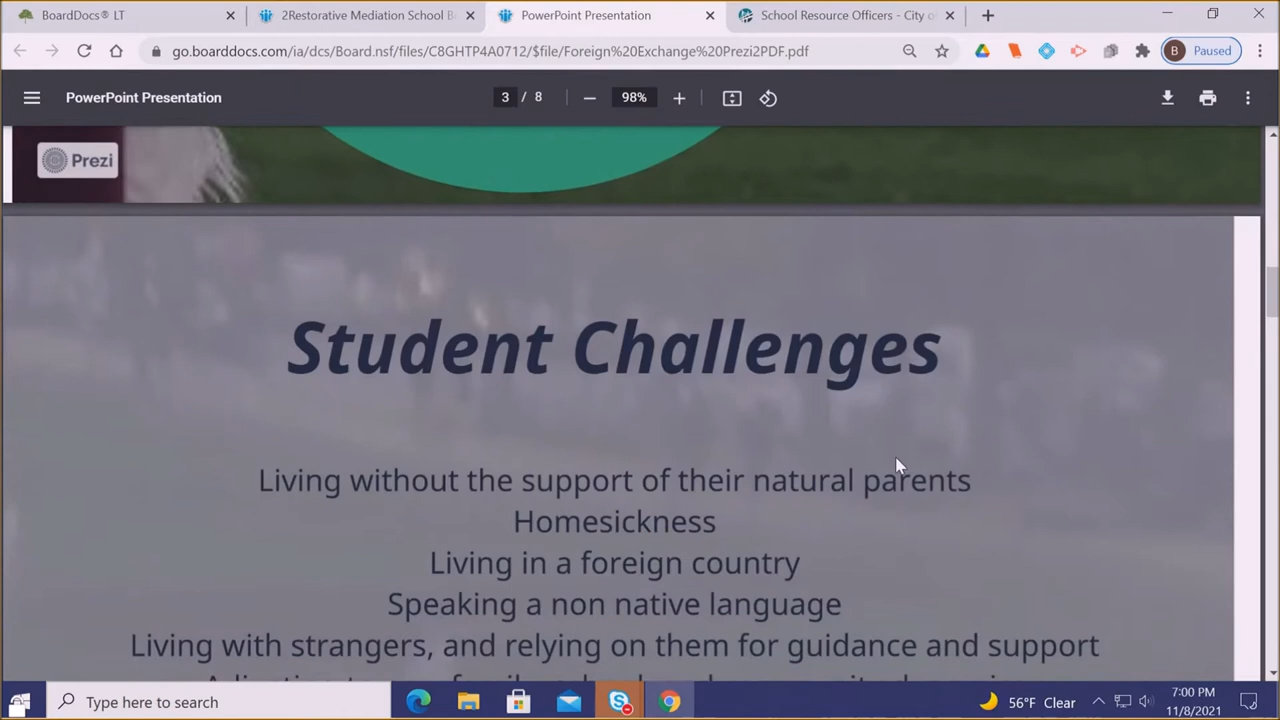 BoardDocs® LT
2Restorative Mediation School B
PowerPoint Presentation
School Resource Officers - City of
go.boarddocs.com/ia/dcs/Board.nsf/files/C8GHTP4A0712/$file/Foreign%20Exchange%20Prezi2PDF.pdf
B Paused
PowerPoint Presentation
3 / 8
98%
Prezi
Student Challenges
Living without the support of their natural parents
Homesickness
Living in a foreign country
Speaking a non native language
Living with strangers, and relying on them for guidance and support
Type here to search
56°F Clear
7:00 PM
11/8/2021